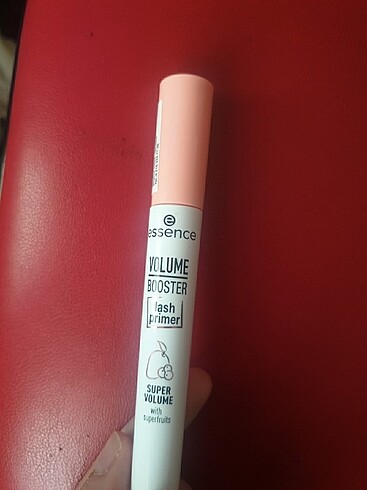 essence
VOLUME
BOOSTER
lash
primer
SUPER
VOLUME
with
superfruits